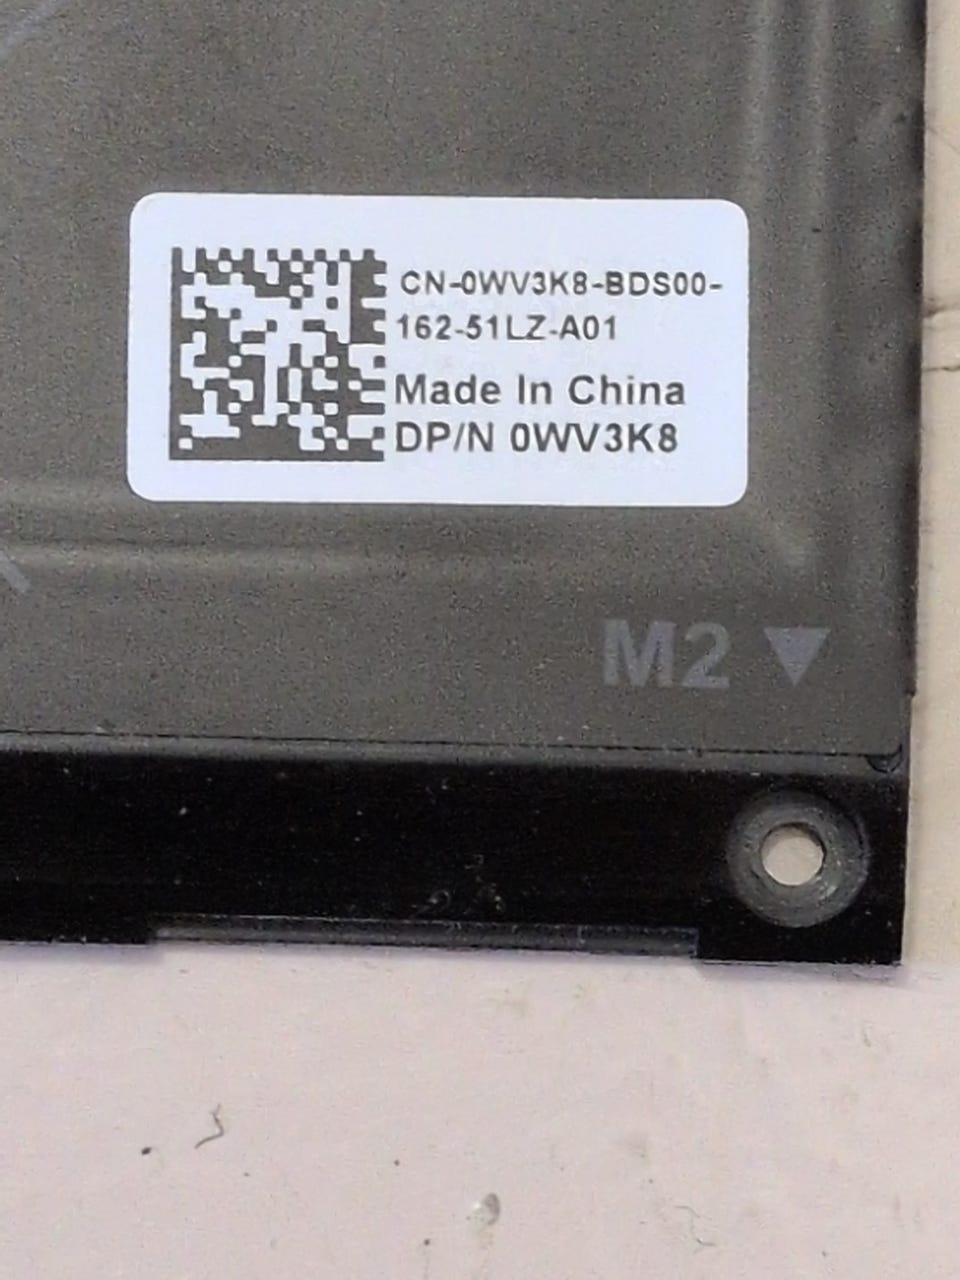 CN-0WV3K8-BDS00-
162-51LZ-A01
Made In China
DP/N 0WV3K8
M2 ▼